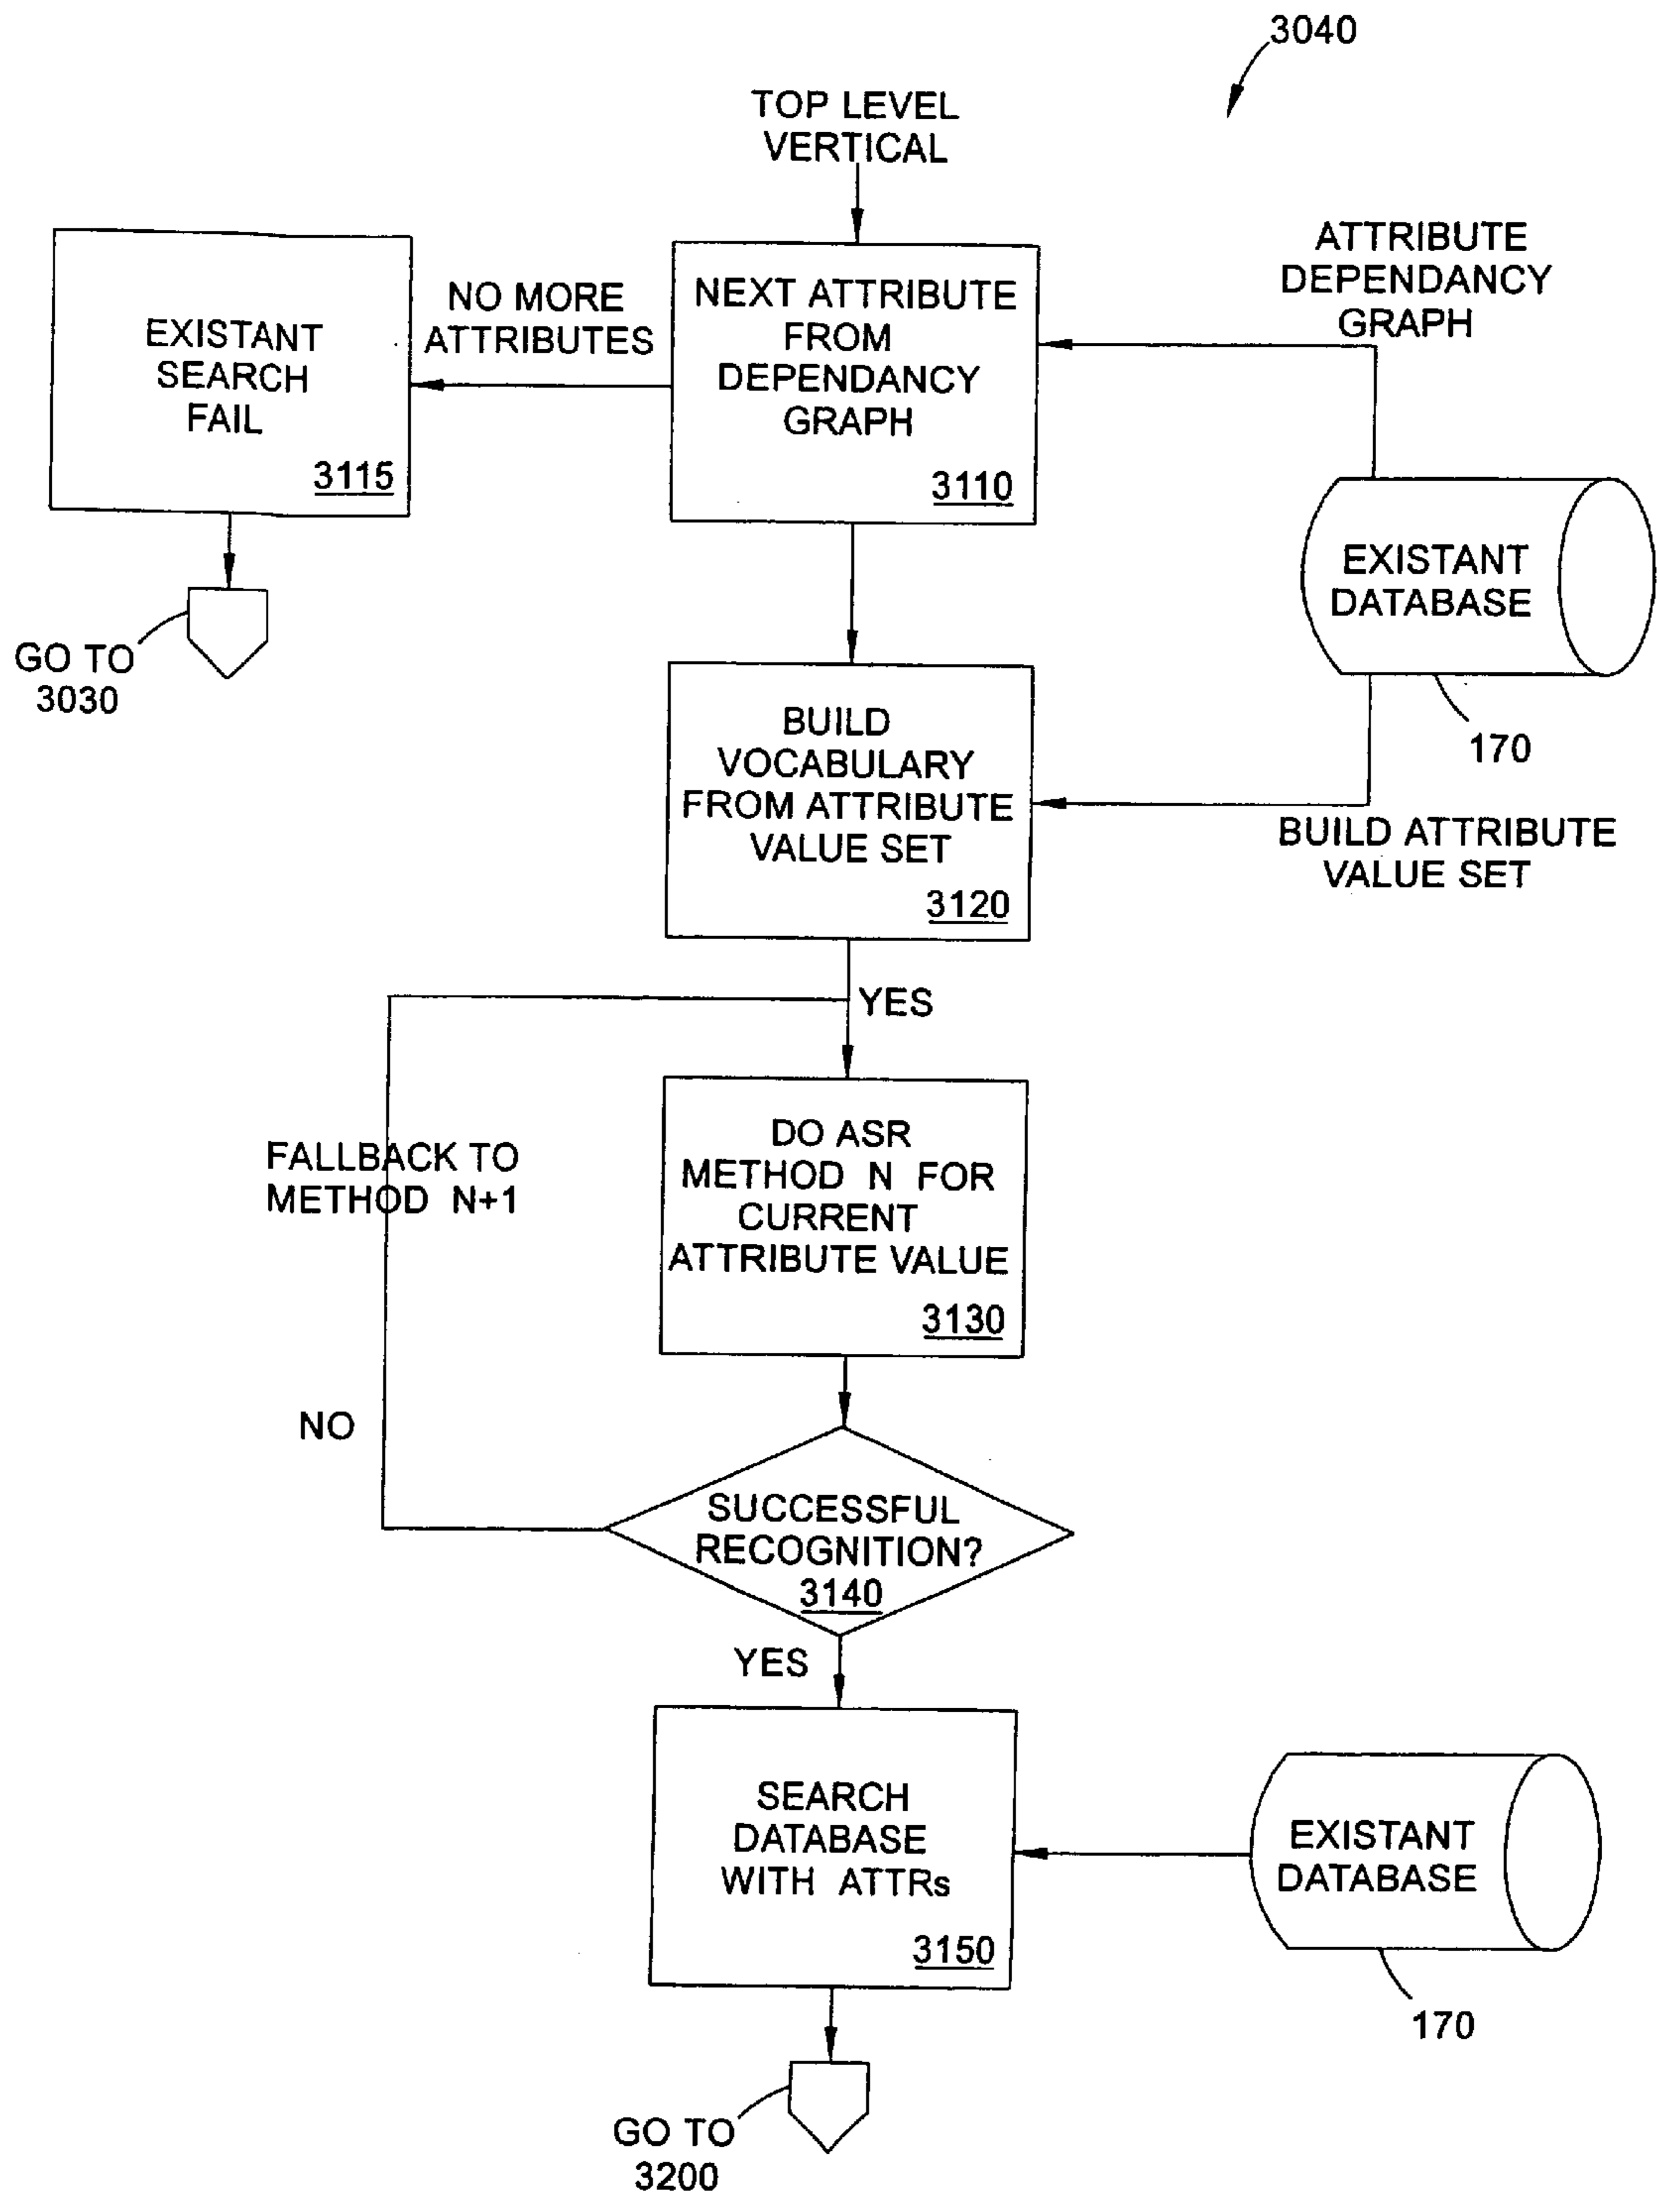 3040
TOP LEVEL
VERTICAL
ATTRIBUTE
DEPENDANCY
GRAPH
NO MORE
ATTRIBUTES
EXISTANT
SEARCH
FAIL
3115
NEXT ATTRIBUTE
FROM
DEPENDANCY
GRAPH
3110
EXISTANT
DATABASE
170
GO TO
3030
BUILD
VOCABULARY
FROM ATTRIBUTE
VALUE SET
3120
BUILD ATTRIBUTE
VALUE SET
YES
FALLBACK TO
METHOD N+1
DO ASR
METHOD N FOR
CURRENT
ATTRIBUTE VALUE
3130
NO
SUCCESSFUL
RECOGNITION?
3140
YES
SEARCH
DATABASE
WITH ATTRs
3150
EXISTANT
DATABASE
170
GO TO
3200